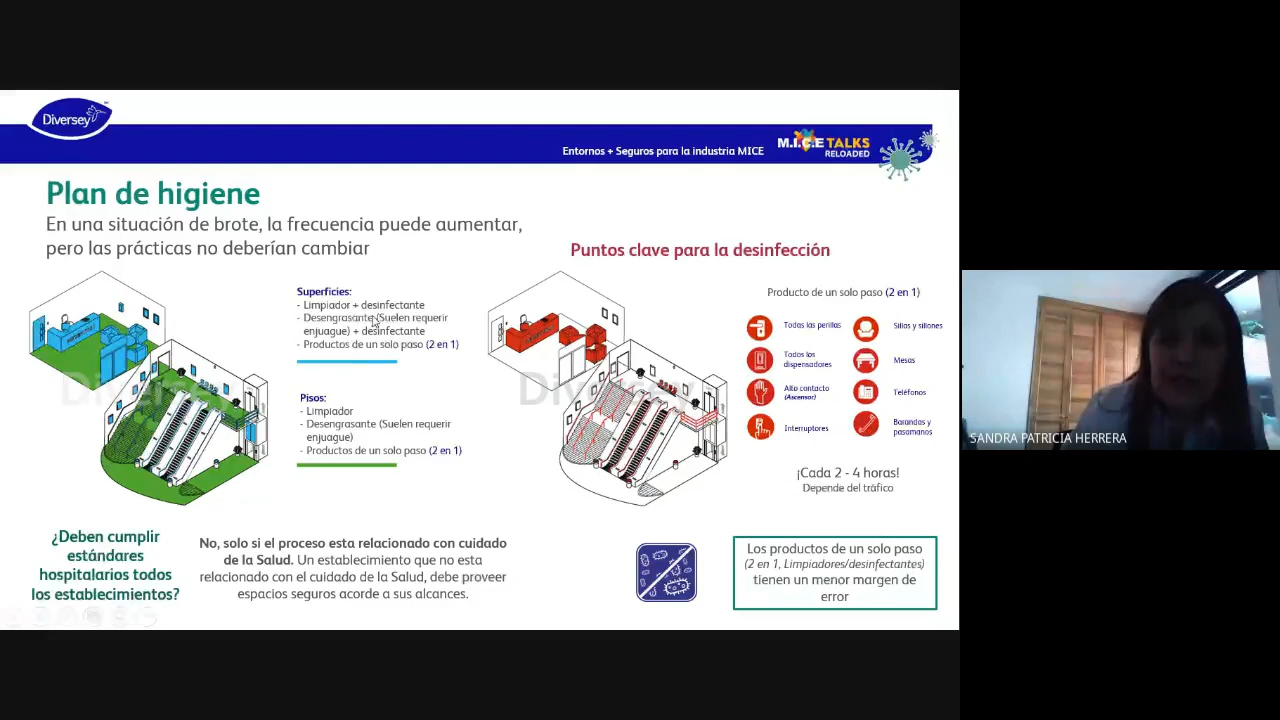 Diversey
Entornos + Seguros para la industria MICE
M.I.C.E TALKS
RELOADED
Plan de higiene
En una situación de brote, la frecuencia puede aumentar,
pero las prácticas no deberían cambiar
Superficies:
- Limpiador + desinfectante
- Desengrasante (Suelen requerir
enjuague) + desinfectante
- Productos de un solo paso (2 en 1)
Pisos:
- Limpiador
- Desengrasante (Suelen requerir
enjuague)
- Productos de un solo paso (2 en 1)
Puntos clave para la desinfección
Producto de un solo paso (2 en 1)
Todas las perillas
Sillas y sillones
Todos los
dispensadores
Mesas
Alto contacto
(Ascensor)
Teléfonos
Interruptores
Barandas y
pasamanos
¡Cada 2 - 4 horas!
Depende del tráfico
Diversey
Diversey
¿Deben cumplir
estándares
hospitalarios todos
los establecimientos?
No, solo si el proceso esta relacionado con cuidado
de la Salud. Un establecimiento que no esta
relacionado con el cuidado de la Salud, debe proveer
espacios seguros acorde a sus alcances.
Los productos de un solo paso
(2 en 1, Limpiadores/desinfectantes)
tienen un menor margen de
error
SANDRA PATRICIA HERRERA